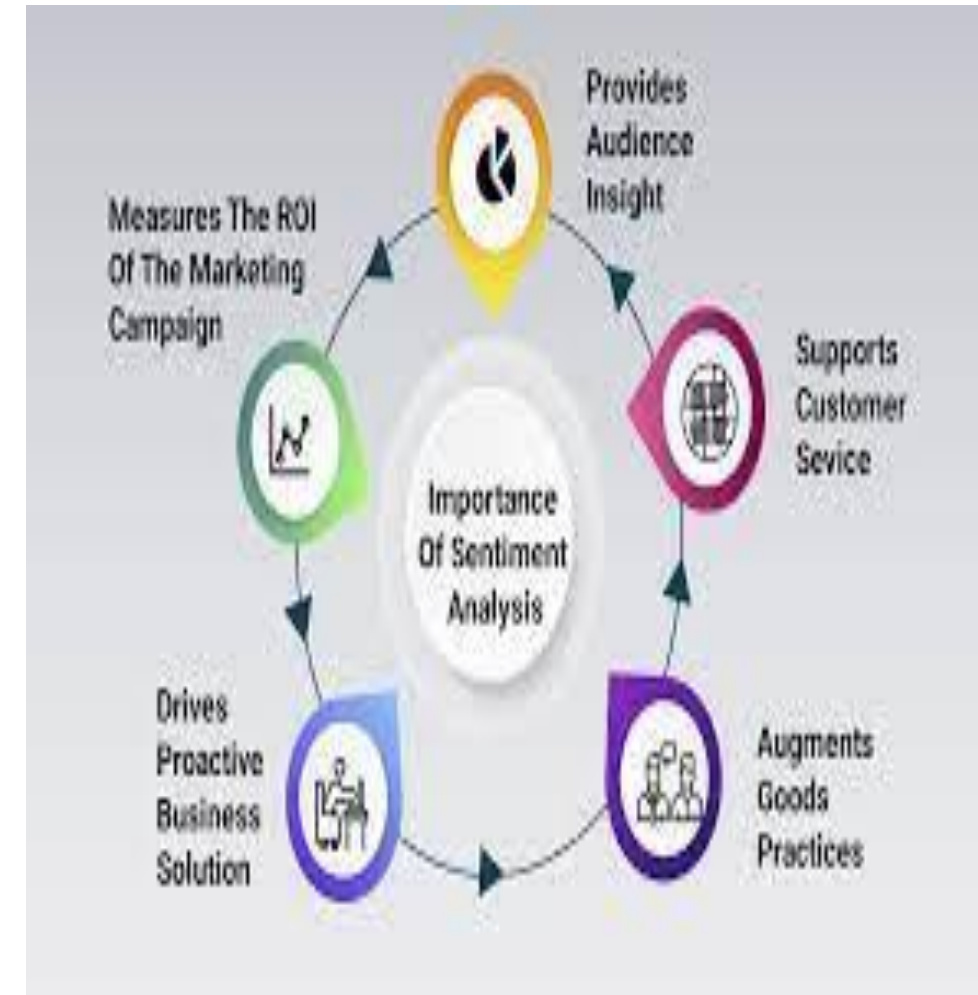 Provides
Audience
Insight
Measures The ROI
Of The Marketing
Campaign
Supports
Customer
Sevice
Importance
Of Sentiment
Analysis
Drives
Proactive
Business
Solution
Augments
Goods
Practices